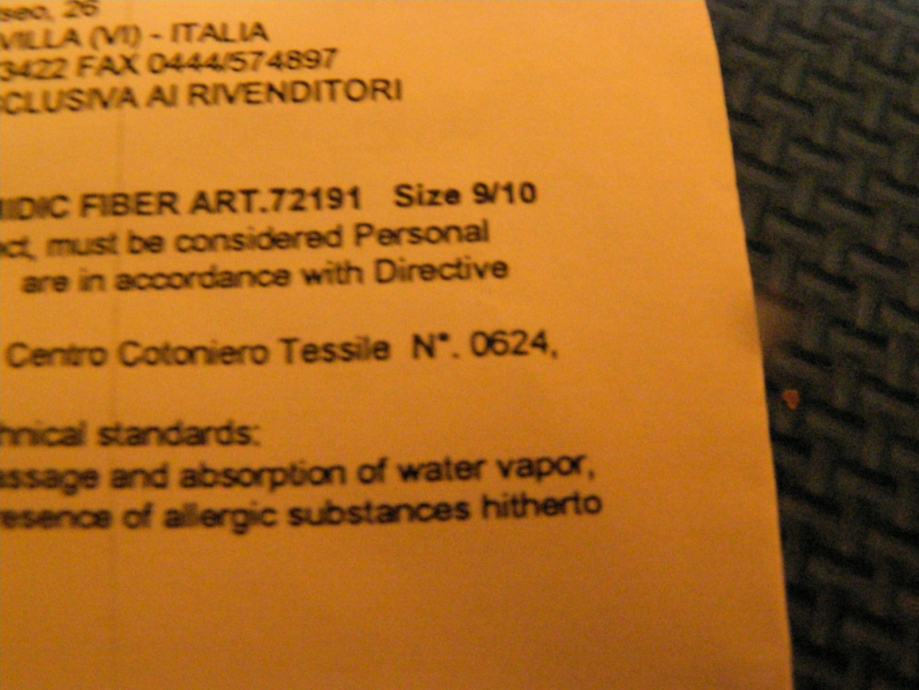 seo, 26
VILLA (VI) - ITALIA
3422 FAX 0444/574897
CLUSIVA AI RIVENDITORI
IDIC FIBER ART.72191 Size 9/10
ct, must be considered Personal
are in accordance with Directive
Centro Cotoniero Tessile N°. 0624,
hnical standards:
assage and absorption of water vapor,
resence of allergic substances hitherto